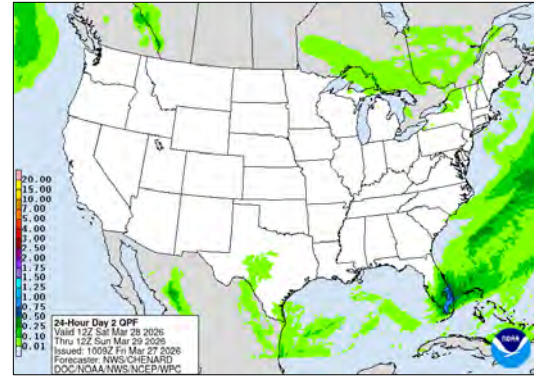 20.00
15.00
10.00
7.00
5.00
4.00
3.00
2.50
2.00
1.75
1.50
1.25
1.00
0.75
0.50
0.25
0.10
0.01
24-Hour Day 2 QPF
Valid 12Z Sat Mar 28 2026
Thru 12Z Sun Mar 29 2026
Issued: 1009Z Fri Mar 27 2026
Forecaster: NWS/CHENARD
DOC/NOAA/NWS/NCEP/WPC
noaa